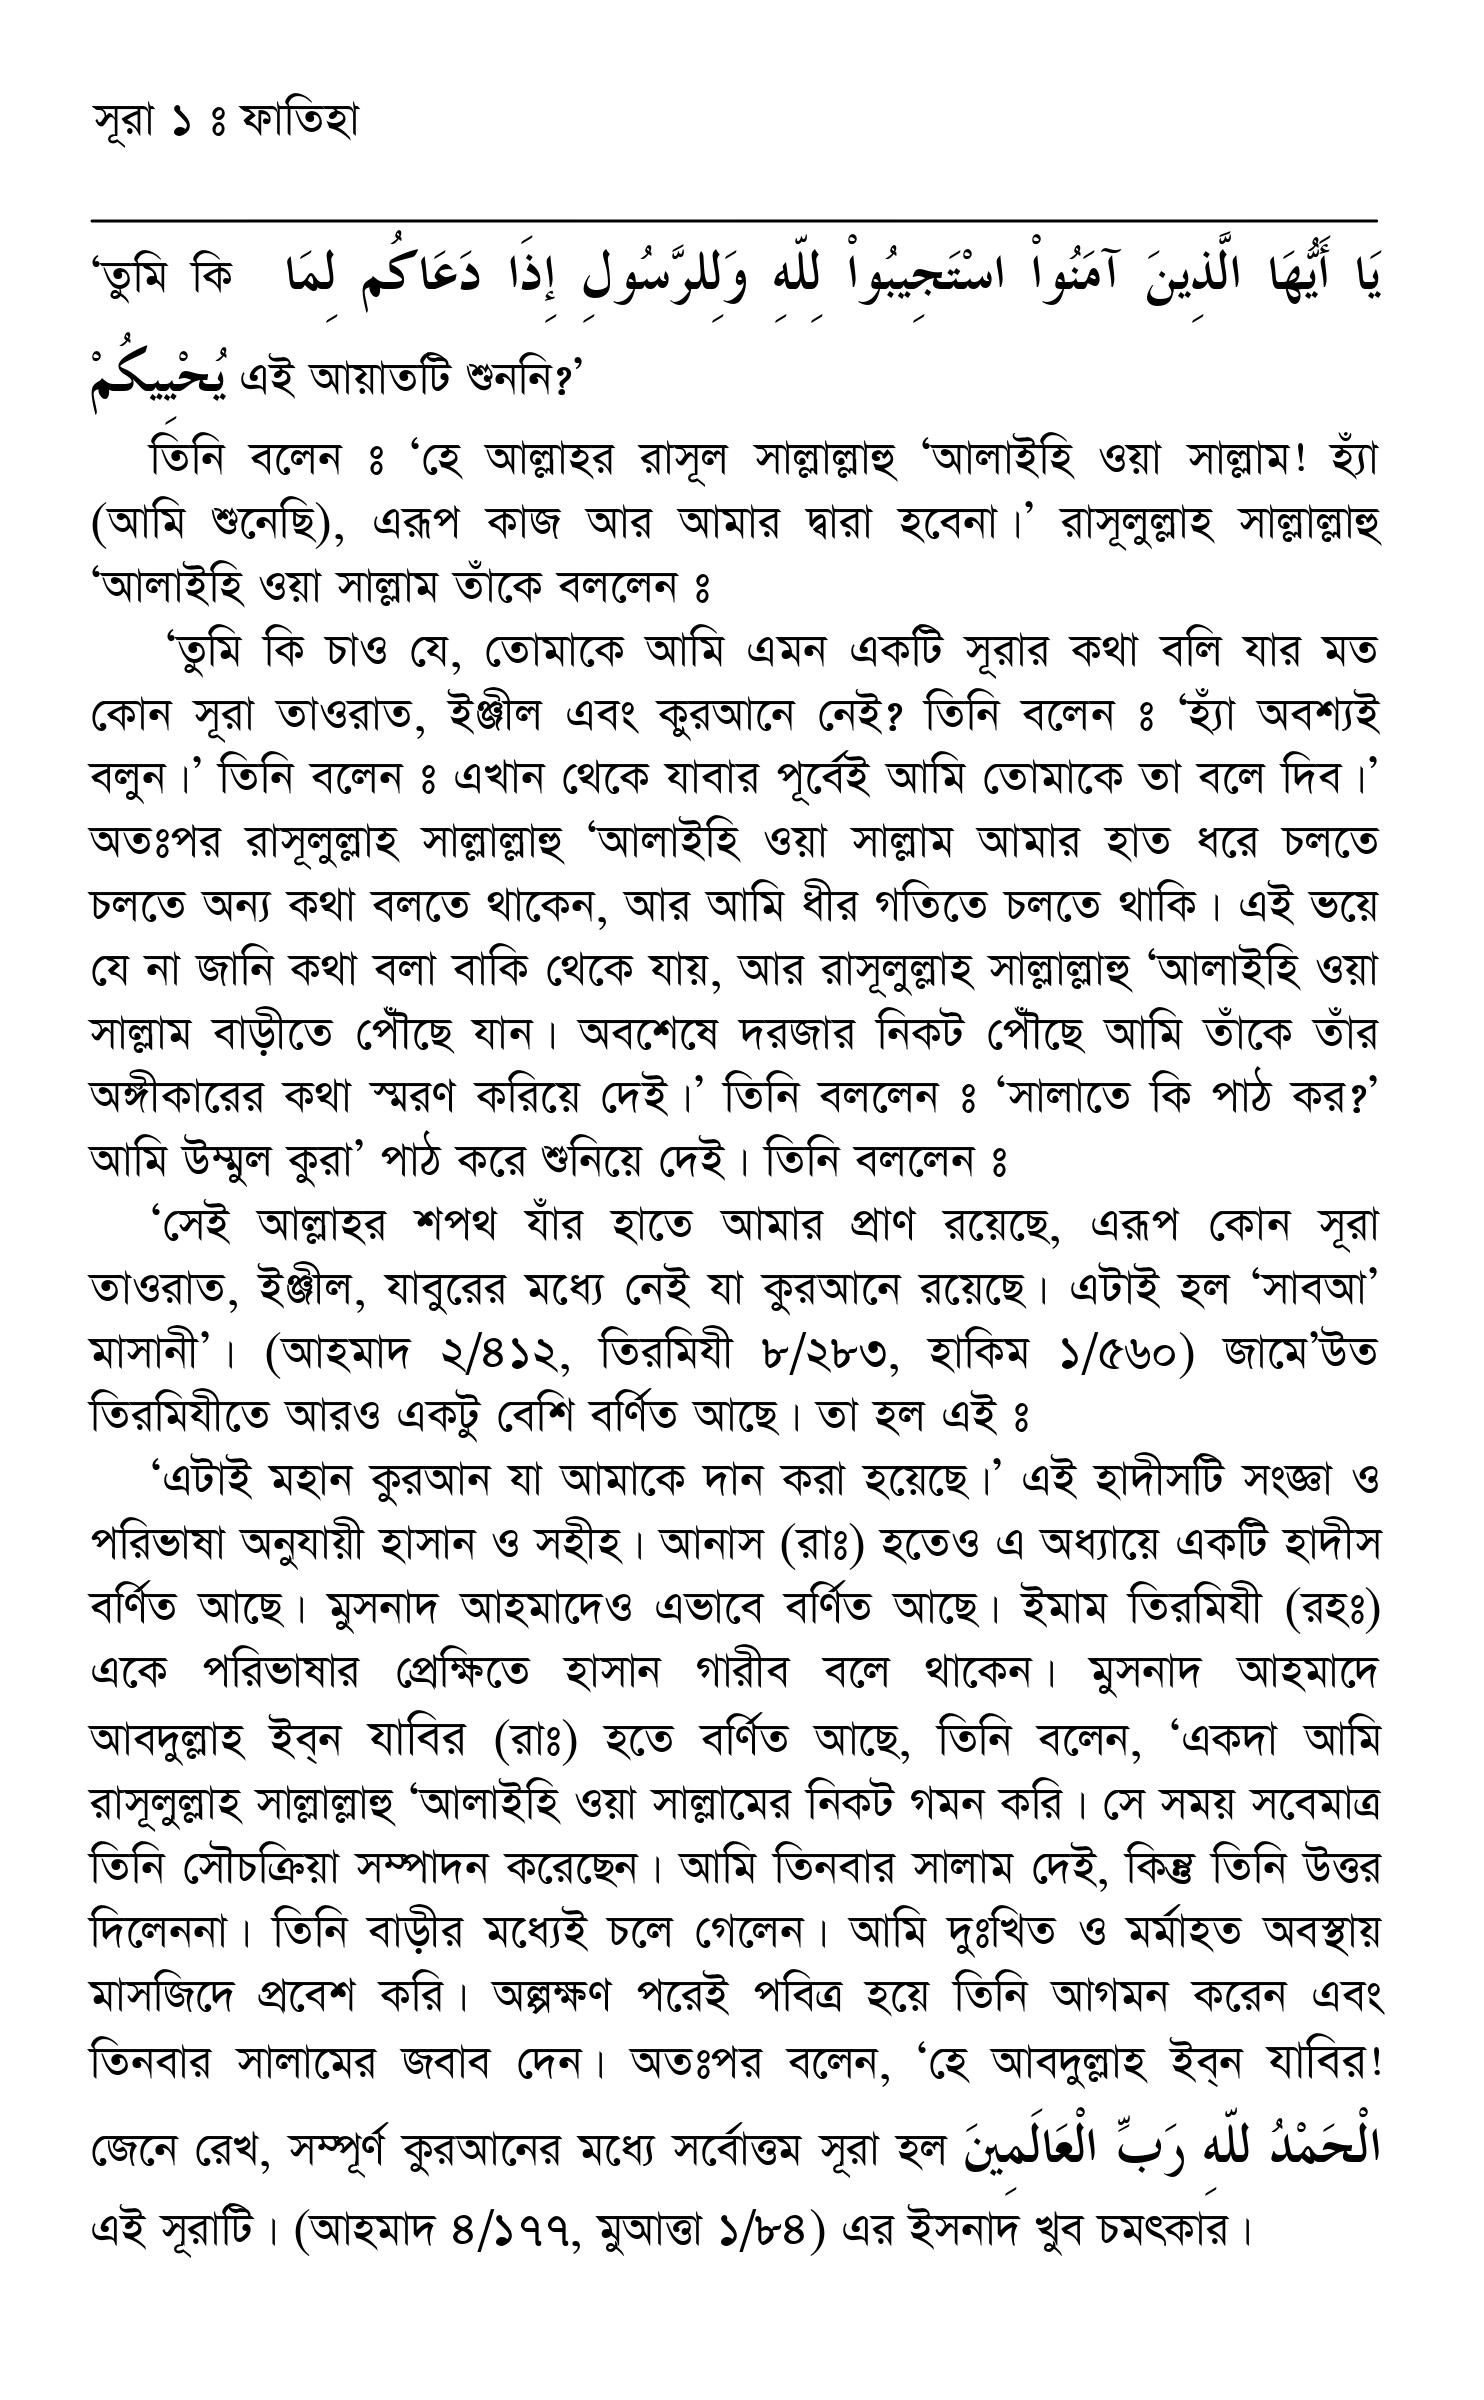 সূরা ১ ঃ ফাতিহা
‘তুমি কি يَا أَيُّهَا الَّذِينَ آمَنُواْ اسْتَجِيبُواْ لِلّهِ وَلِلرَّسُولِ إِذَا دَعَاكُم لِمَا
يُحْيِيكُمْ এই আয়াতটি শুননি?’
তিনি বলেন ঃ ‘হে আল্লাহর রাসূল সাল্লাল্লাহু ‘আলাইহি ওয়া সাল্লাম! হ্যাঁ
(আমি শুনেছি), এরূপ কাজ আর আমার দ্বারা হবেনা।’ রাসূলুল্লাহ সাল্লাল্লাহু
‘আলাইহি ওয়া সাল্লাম তাঁকে বললেন ঃ
‘তুমি কি চাও যে, তোমাকে আমি এমন একটি সূরার কথা বলি যার মত
কোন সূরা তাওরাত, ইঞ্জীল এবং কুরআনে নেই? তিনি বলেন ঃ ‘হ্যাঁ অবশ্যই
বলুন।’ তিনি বলেন ঃ এখান থেকে যাবার পূর্বেই আমি তোমাকে তা বলে দিব।’
অতঃপর রাসূলুল্লাহ সাল্লাল্লাহু ‘আলাইহি ওয়া সাল্লাম আমার হাত ধরে চলতে
চলতে অন্য কথা বলতে থাকেন, আর আমি ধীর গতিতে চলতে থাকি। এই ভয়ে
যে না জানি কথা বলা বাকি থেকে যায়, আর রাসূলুল্লাহ সাল্লাল্লাহু ‘আলাইহি ওয়া
সাল্লাম বাড়ীতে পৌঁছে যান। অবশেষে দরজার নিকট পৌঁছে আমি তাঁকে তাঁর
অঙ্গীকারের কথা স্মরণ করিয়ে দেই।’ তিনি বললেন ঃ ‘সালাতে কি পাঠ কর?’
আমি উম্মুল কুরা’ পাঠ করে শুনিয়ে দেই। তিনি বললেন ঃ
‘সেই আল্লাহর শপথ যাঁর হাতে আমার প্রাণ রয়েছে, এরূপ কোন সূরা
তাওরাত, ইঞ্জীল, যাবুরের মধ্যে নেই যা কুরআনে রয়েছে। এটাই হল ‘সাবআ’
মাসানী’। (আহমাদ ২/৪১২, তিরমিযী ৮/২৮৩, হাকিম ১/৫৬০) জামে’উত
তিরমিযীতে আরও একটু বেশি বর্ণিত আছে। তা হল এই ঃ
‘এটাই মহান কুরআন যা আমাকে দান করা হয়েছে।’ এই হাদীসটি সংজ্ঞা ও
পরিভাষা অনুযায়ী হাসান ও সহীহ। আনাস (রাঃ) হতেও এ অধ্যায়ে একটি হাদীস
বর্ণিত আছে। মুসনাদ আহমাদেও এভাবে বর্ণিত আছে। ইমাম তিরমিযী (রহঃ)
একে পরিভাষার প্রেক্ষিতে হাসান গারীব বলে থাকেন। মুসনাদ আহমাদে
আবদুল্লাহ ইব্‌ন যাবির (রাঃ) হতে বর্ণিত আছে, তিনি বলেন, ‘একদা আমি
রাসূলুল্লাহ সাল্লাল্লাহু ‘আলাইহি ওয়া সাল্লামের নিকট গমন করি। সে সময় সবেমাত্র
তিনি সৌচক্রিয়া সম্পাদন করেছেন। আমি তিনবার সালাম দেই, কিন্তু তিনি উত্তর
দিলেননা। তিনি বাড়ীর মধ্যেই চলে গেলেন। আমি দুঃখিত ও মর্মাহত অবস্থায়
মাসজিদে প্রবেশ করি। অল্পক্ষণ পরেই পবিত্র হয়ে তিনি আগমন করেন এবং
তিনবার সালামের জবাব দেন। অতঃপর বলেন, ‘হে আবদুল্লাহ ইব্‌ন যাবির!
জেনে রেখ, সম্পূর্ণ কুরআনের মধ্যে সর্বোত্তম সূরা হল الْحَمْدُ للّهِ رَبِّ الْعَالَمِينَ
এই সূরাটি। (আহমাদ ৪/১৭৭, মুআত্তা ১/৮৪) এর ইসনাদ খুব চমৎকার।